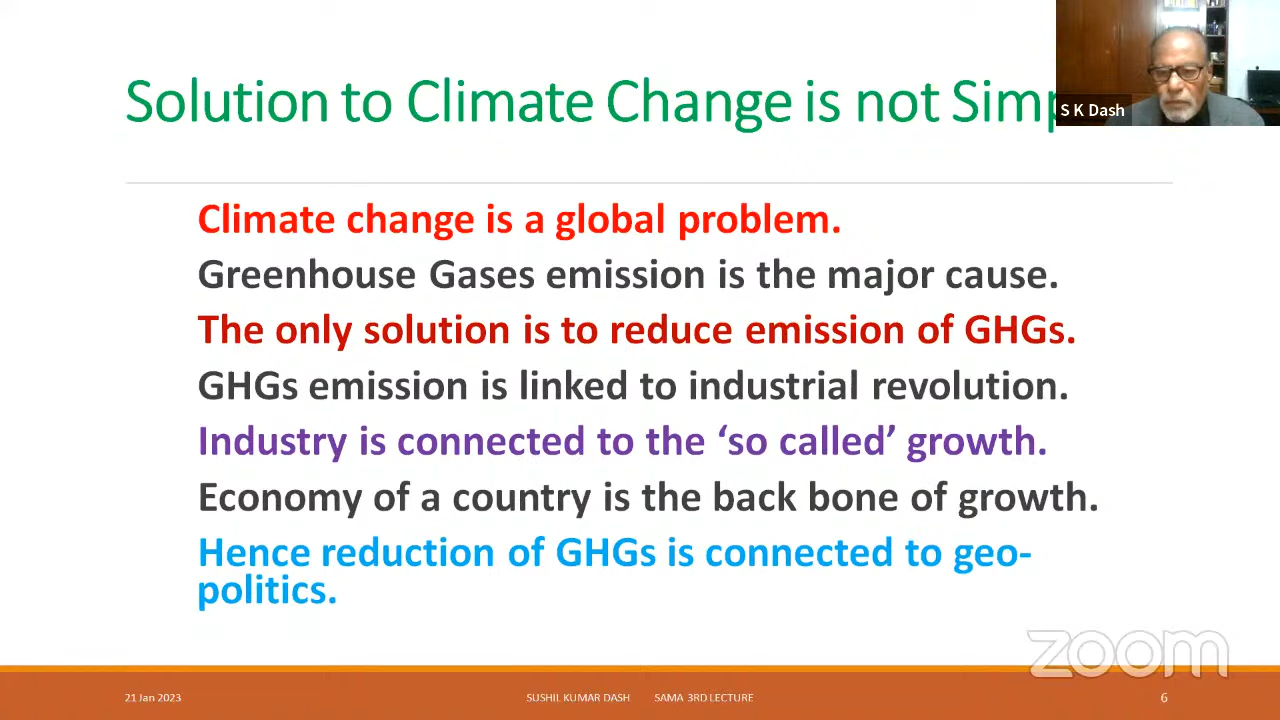 Solution to Climate Change is not Simp
S K Dash
Climate change is a global problem.
Greenhouse Gases emission is the major cause.
The only solution is to reduce emission of GHGs.
GHGs emission is linked to industrial revolution.
Industry is connected to the ‘so called’ growth.
Economy of a country is the back bone of growth.
Hence reduction of GHGs is connected to geo-
politics.
zoom
21 Jan 2023
SUSHIL KUMAR DASH SAMA 3RD LECTURE
6